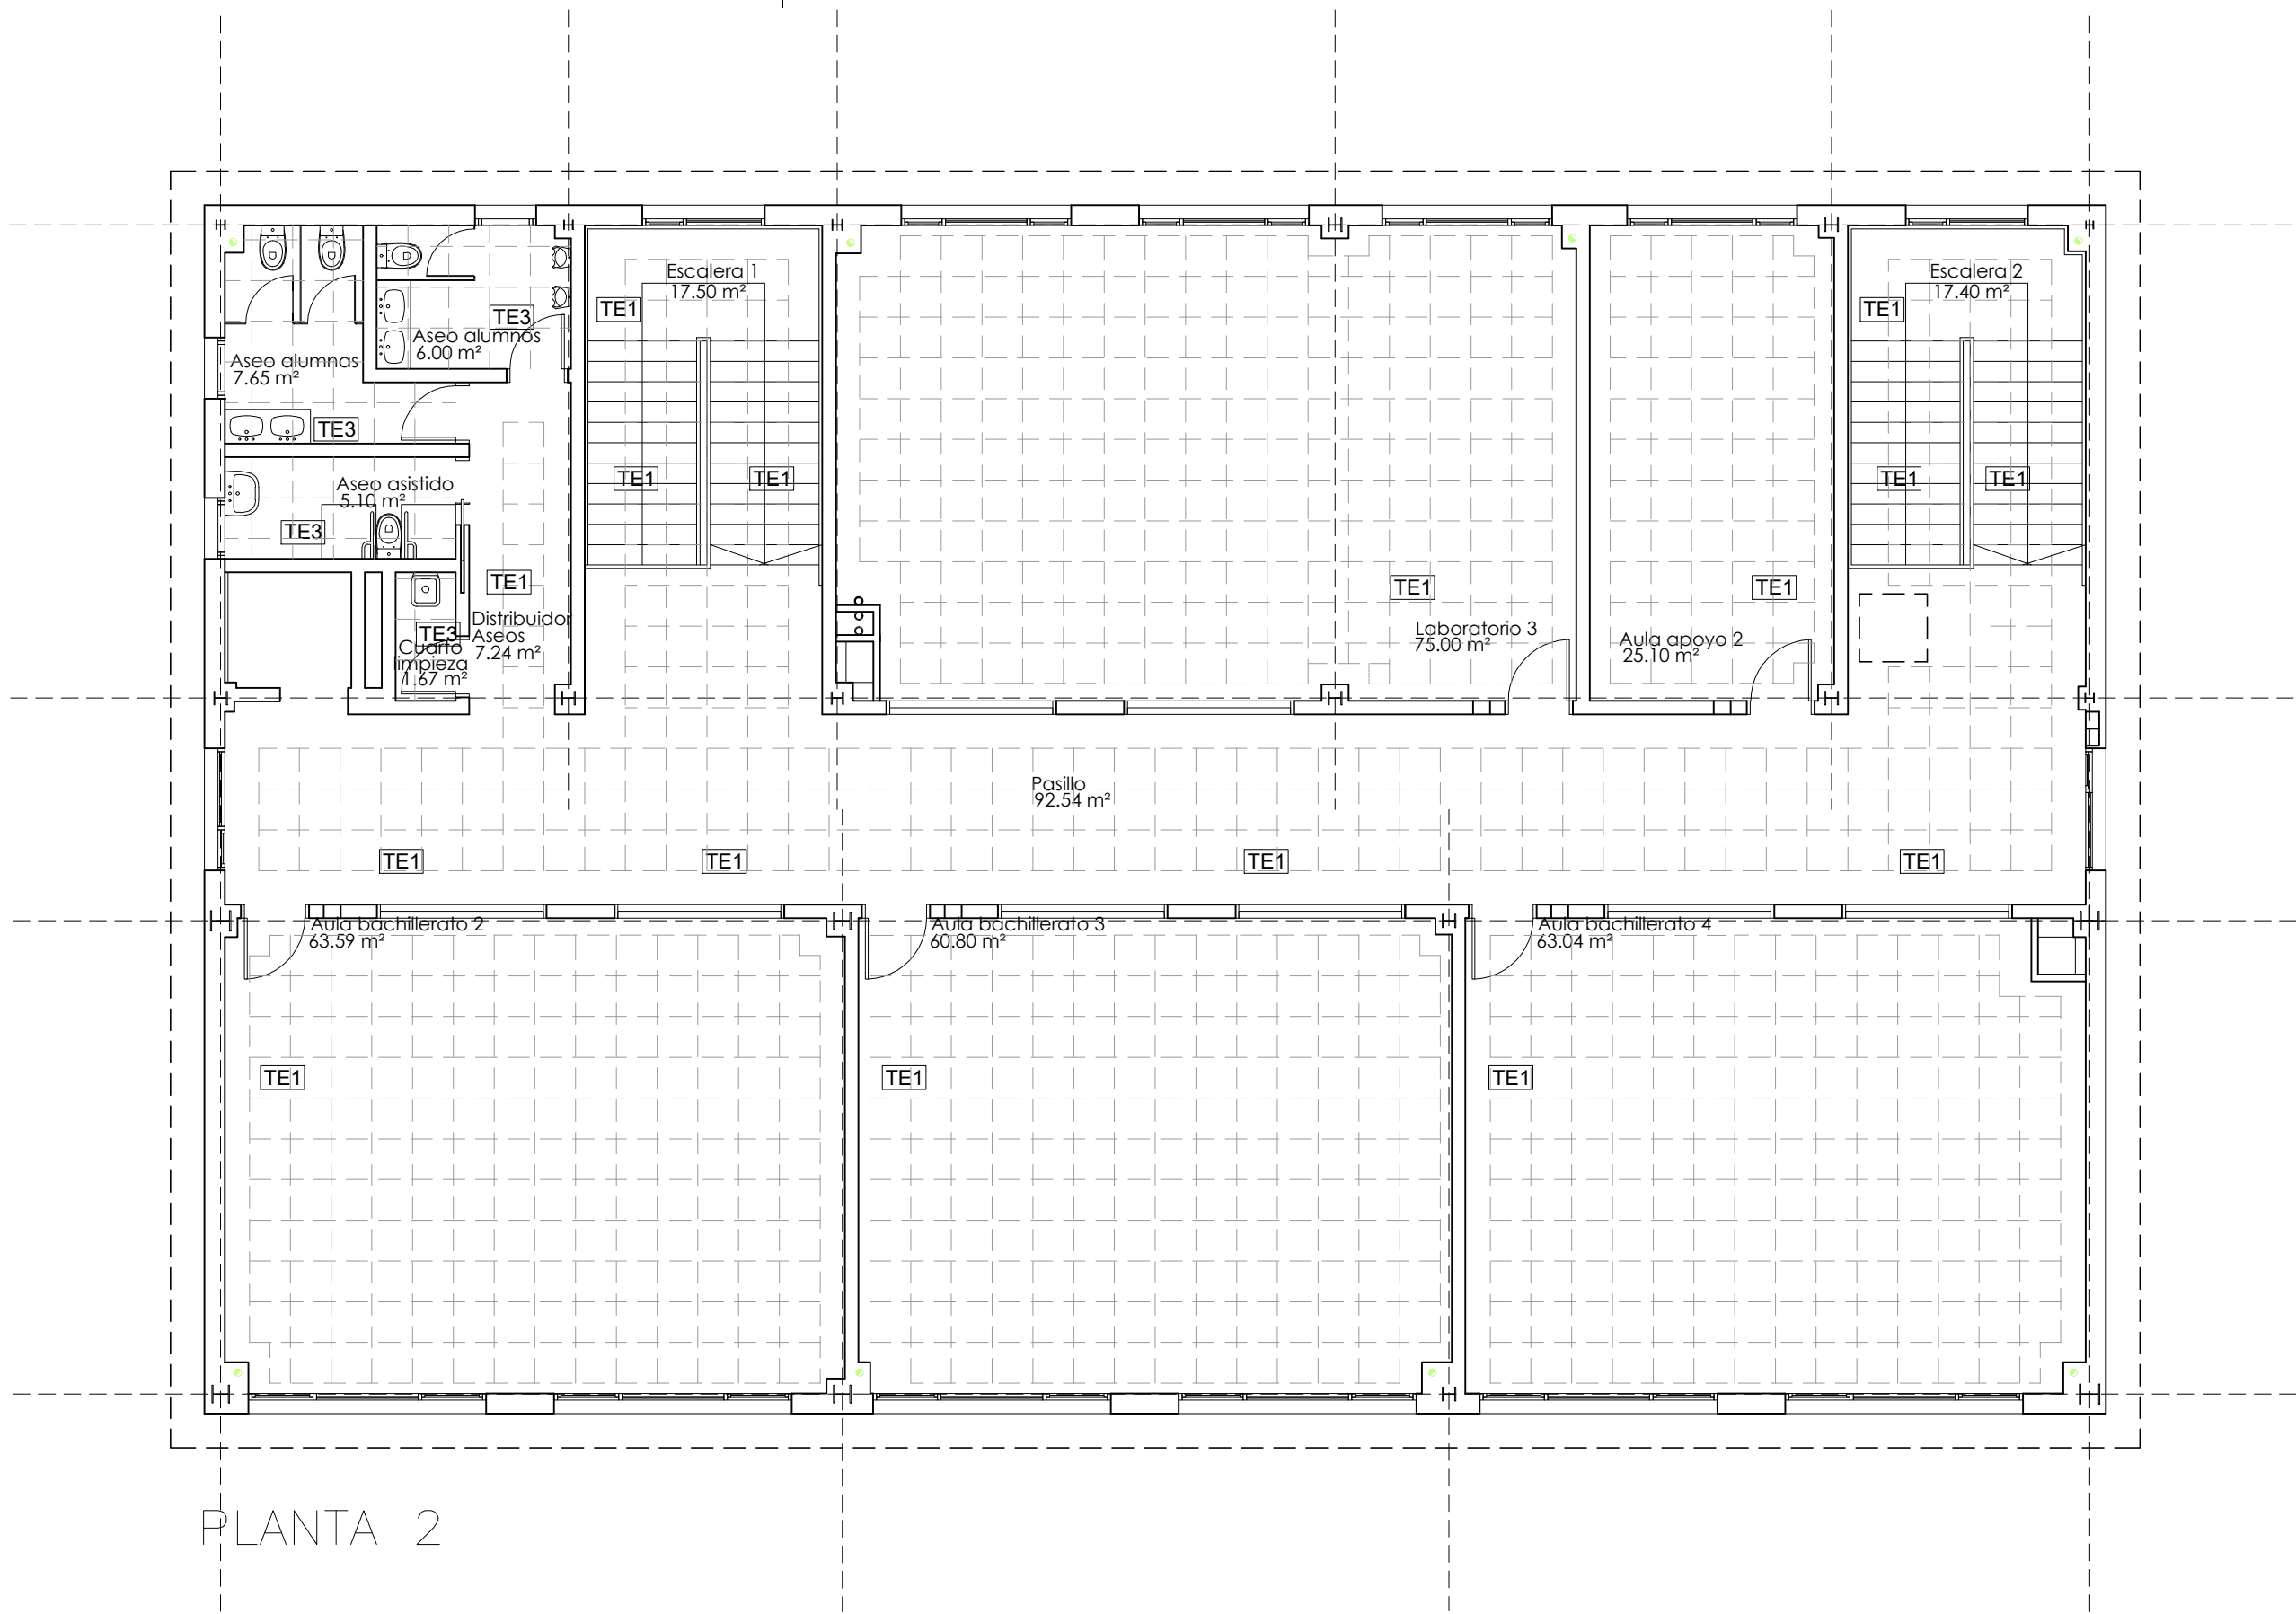 Escalera 1
17.50 m²
TE1
Escalera 2
17.40 m²
TE1
TE3
Aseo alumnos
6.00 m²
Aseo alumnas
7.65 m²
TE3
TE1
TE1
TE1
TE1
Aseo asistido
5.10 m²
TE3
TE1
TE1
TE1
Distribuidor
Aseos
7.24 m²
TE3
Cuarto
limpieza
1.67 m²
Laboratorio 3
75.00 m²
Aula apoyo 2
25.10 m²
Pasillo
92.54 m²
TE1
TE1
TE1
TE1
Aula bachillerato 2
63.59 m²
Aula bachillerato 3
60.80 m²
Aula bachillerato 4
63.04 m²
TE1
TE1
TE1
PLANTA 2